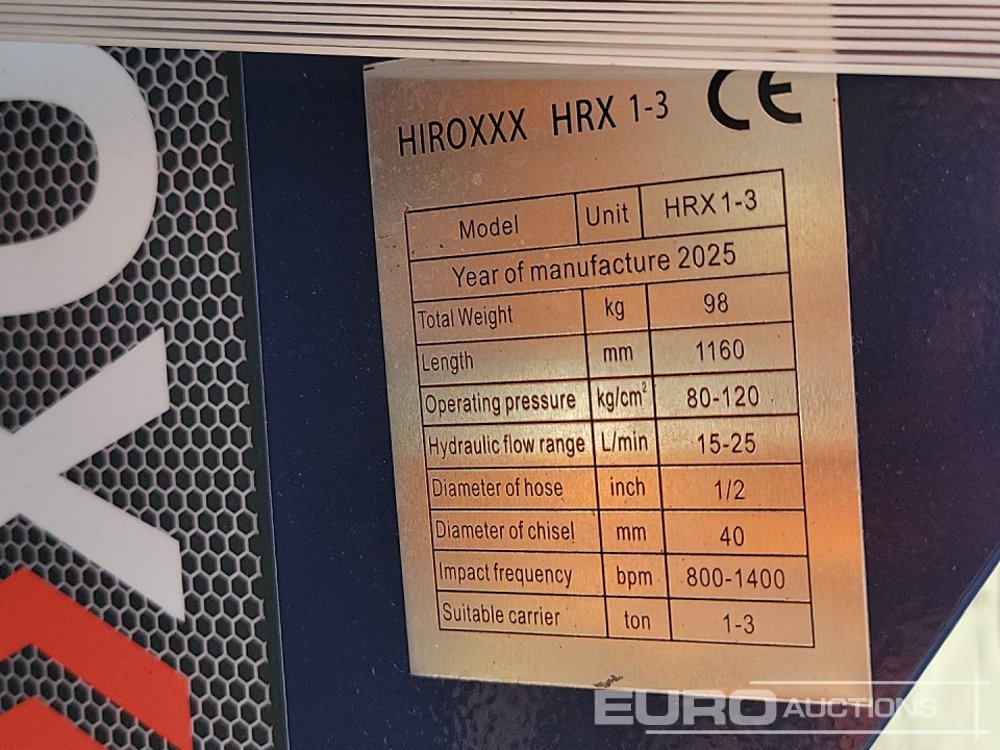 HIROXXX HRX 1-3 CE
Model Unit HRX 1-3
Year of manufacture 2025
Total Weight kg 98
Length mm 1160
Operating pressure kg/cm² 80-120
Hydraulic flow range L/min 15-25
Diameter of hose inch 1/2
Diameter of chisel mm 40
Impact frequency bpm 800-1400
Suitable carrier ton 1-3
OX
EURO AUCTIONS